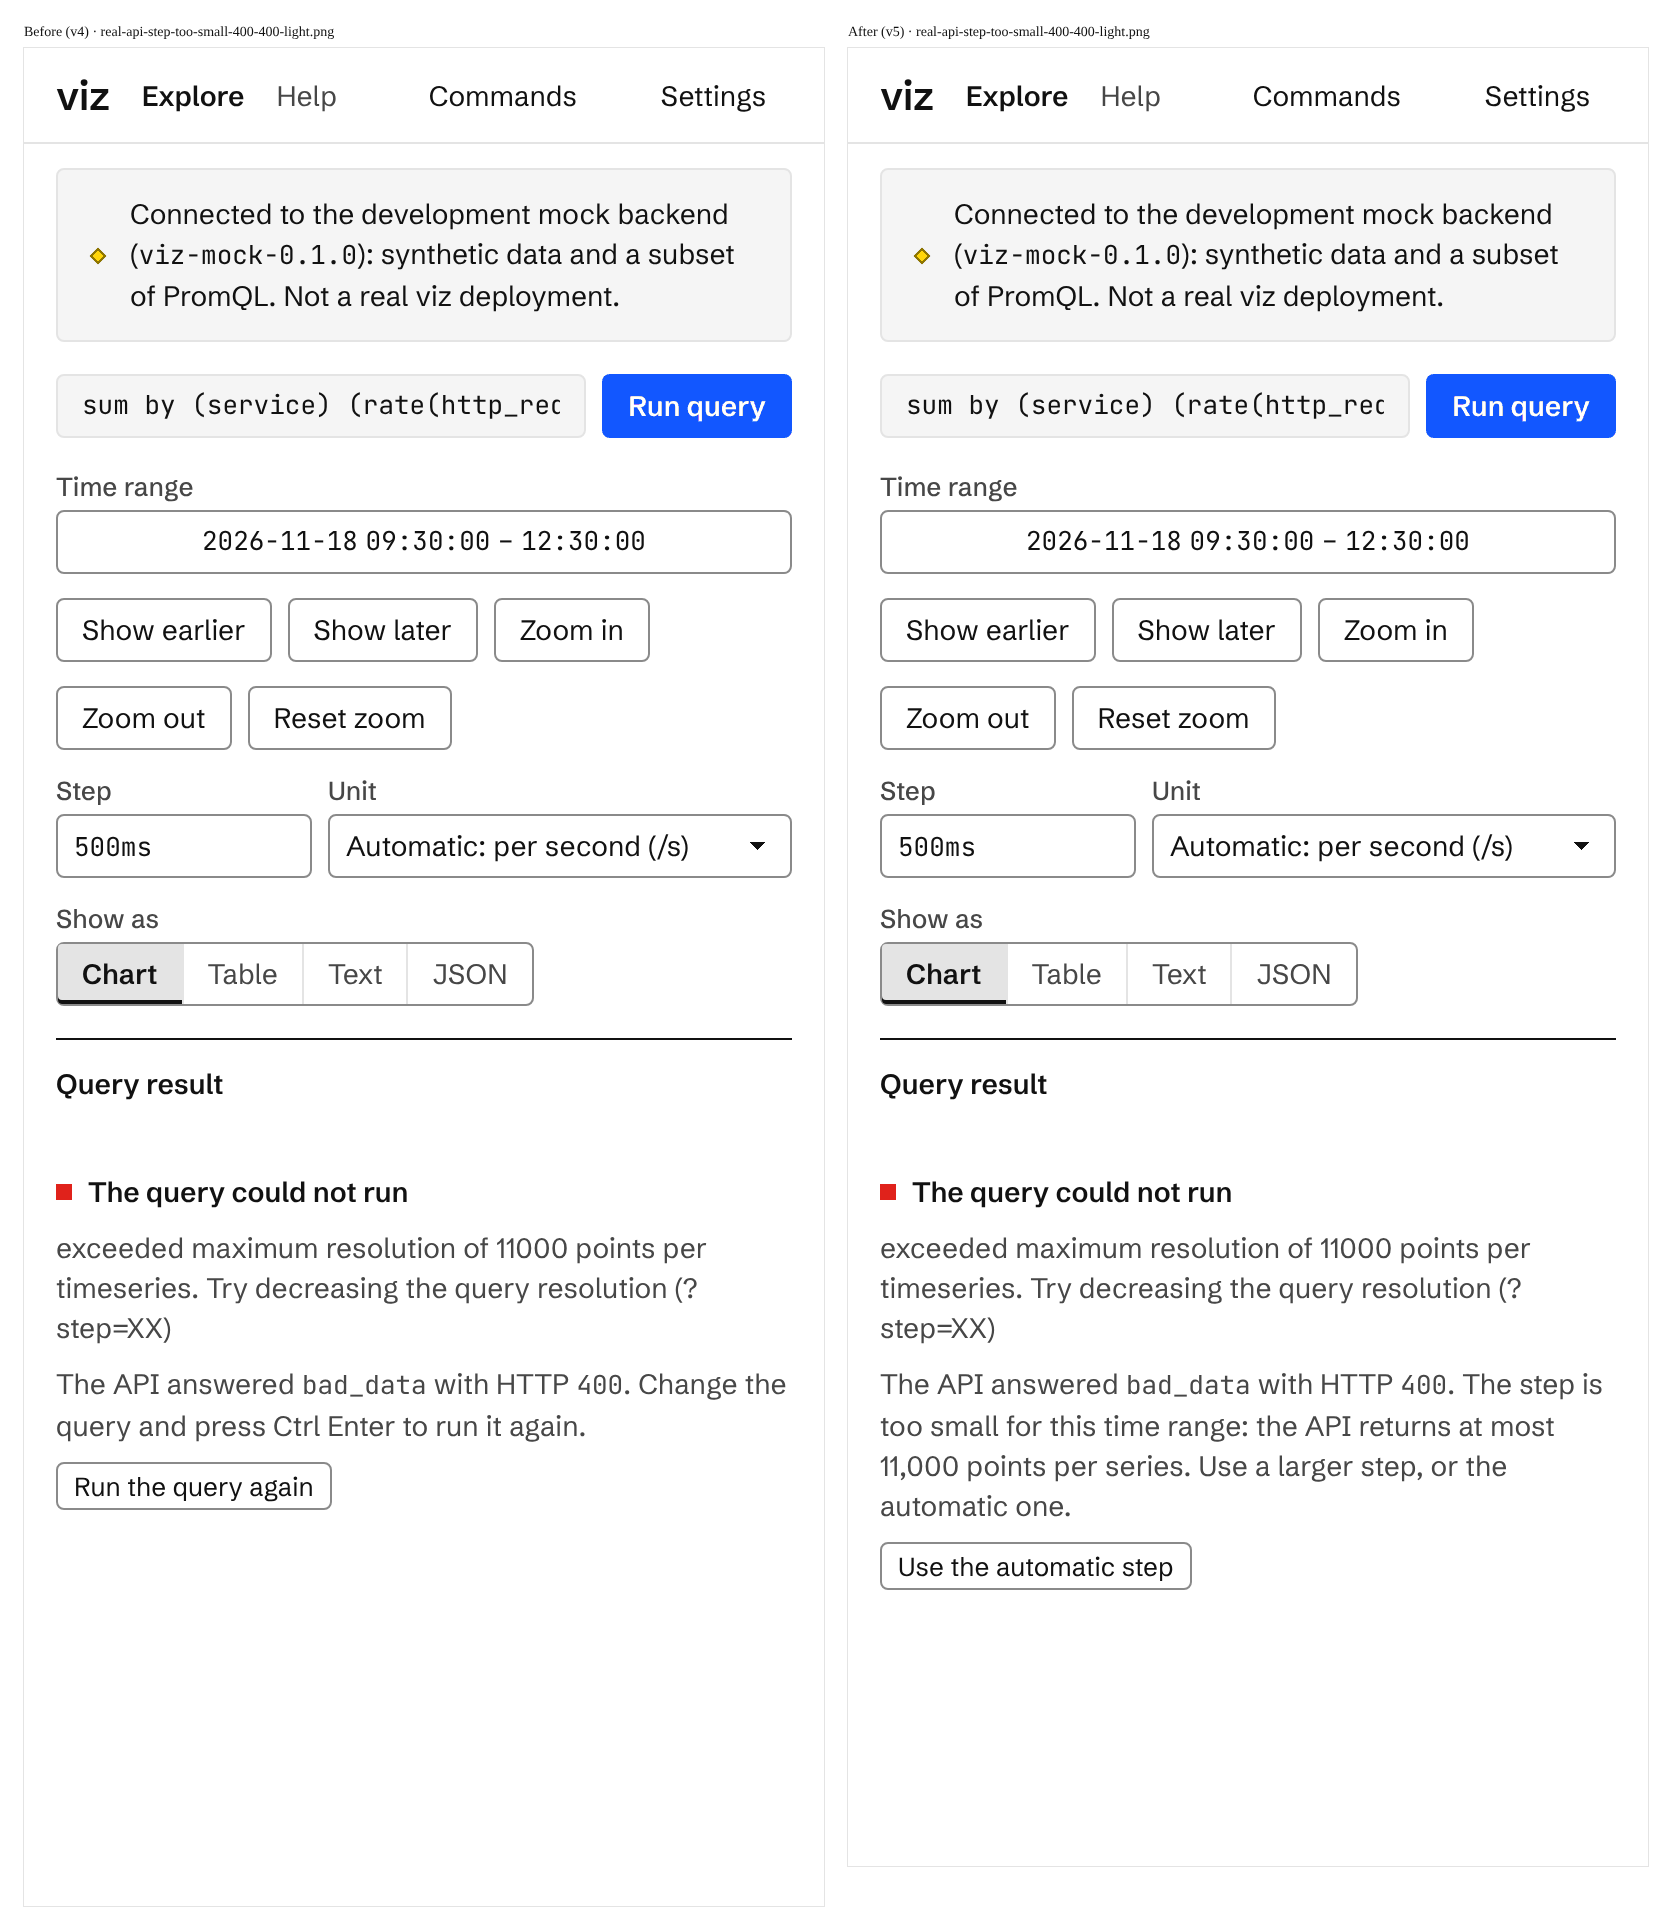 Before (v4) · real-api-step-too-small-400-400-light.png
viz Explore Help Commands Settings
Connected to the development mock backend
(viz-mock-0.1.0): synthetic data and a subset
of PromQL. Not a real viz deployment.
sum by (service) (rate(http_rec Run query
Time range
2026-11-18 09:30:00 – 12:30:00
Show earlier Show later Zoom in
Zoom out Reset zoom
Step Unit
500ms Automatic: per second (/s)
Show as
Chart Table Text JSON
Query result
The query could not run
exceeded maximum resolution of 11000 points per
timeseries. Try decreasing the query resolution (?
step=XX)
The API answered bad_data with HTTP 400. Change the
query and press Ctrl Enter to run it again.
Run the query again
After (v5) · real-api-step-too-small-400-400-light.png
viz Explore Help Commands Settings
Connected to the development mock backend
(viz-mock-0.1.0): synthetic data and a subset
of PromQL. Not a real viz deployment.
sum by (service) (rate(http_rec Run query
Time range
2026-11-18 09:30:00 – 12:30:00
Show earlier Show later Zoom in
Zoom out Reset zoom
Step Unit
500ms Automatic: per second (/s)
Show as
Chart Table Text JSON
Query result
The query could not run
exceeded maximum resolution of 11000 points per
timeseries. Try decreasing the query resolution (?
step=XX)
The API answered bad_data with HTTP 400. The step is
too small for this time range: the API returns at most
11,000 points per series. Use a larger step, or the
automatic one.
Use the automatic step